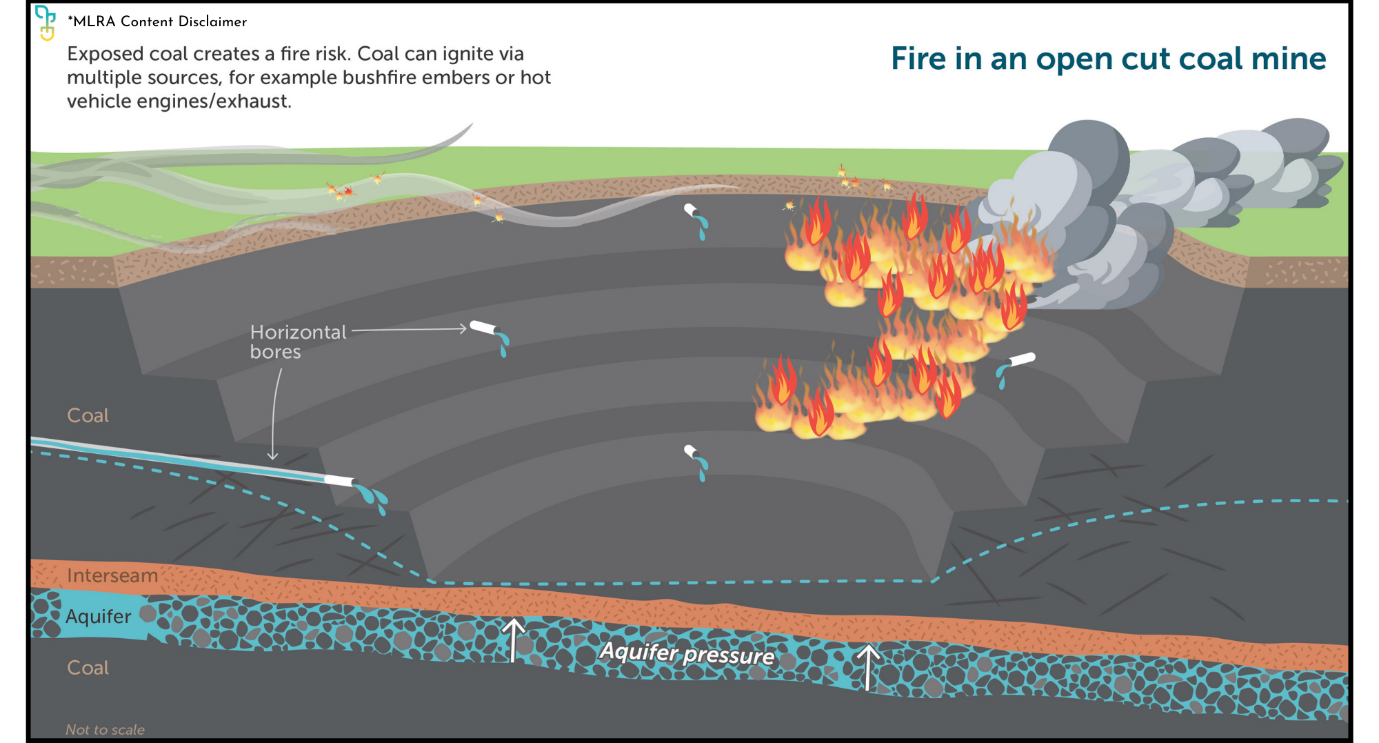 *MLRA Content Disclaimer
Exposed coal creates a fire risk. Coal can ignite via
multiple sources, for example bushfire embers or hot
vehicle engines/exhaust.
Fire in an open cut coal mine
Horizontal
bores
Coal
Interseam
Aquifer
Aquifer pressure
Coal
Not to scale